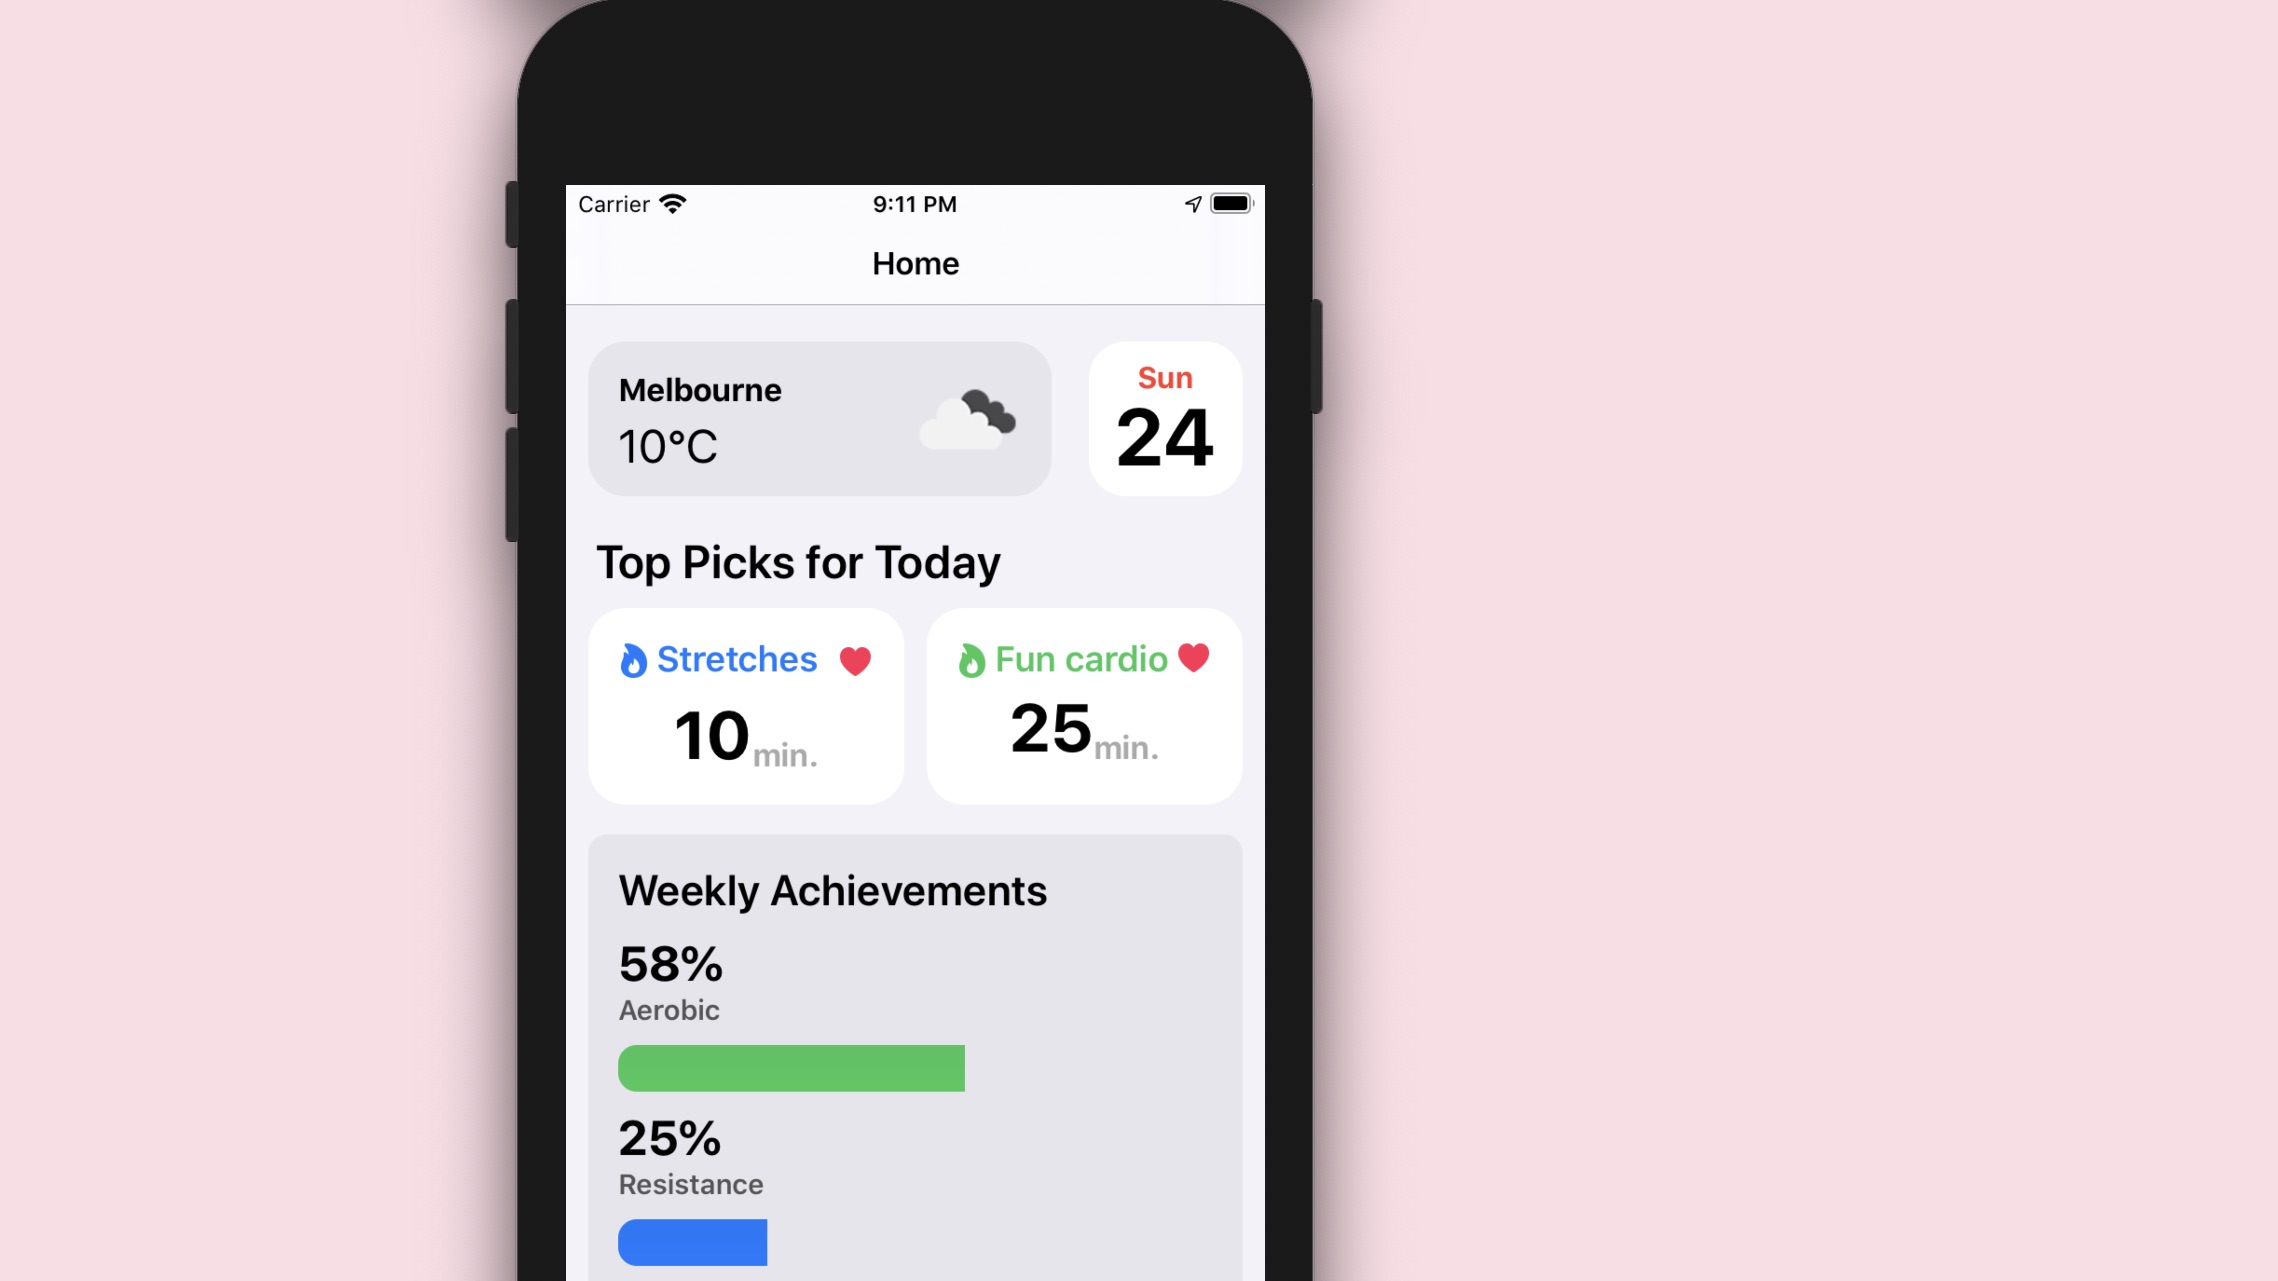 Carrier 9:11 PM
Home
Melbourne
10°C
Sun
24
Top Picks for Today
Stretches
10 min.
Fun cardio
25 min.
Weekly Achievements
58%
Aerobic
25%
Resistance